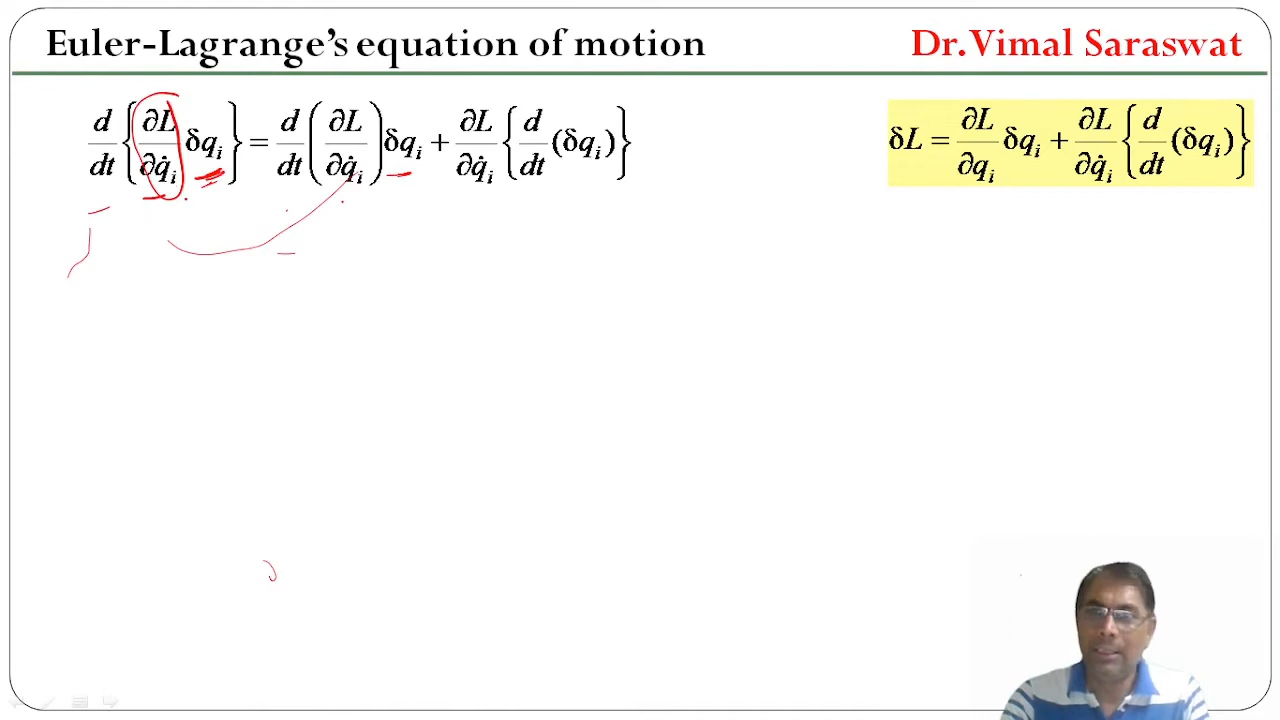 Euler-Lagrange's equation of motion
Dr. Vimal Saraswat
d/dt {∂L/∂q̇ᵢ δqᵢ} = d/dt (∂L/∂q̇ᵢ) δqᵢ + ∂L/∂q̇ᵢ {d/dt (δqᵢ)}
δL = ∂L/∂qᵢ δqᵢ + ∂L/∂q̇ᵢ {d/dt (δqᵢ)}